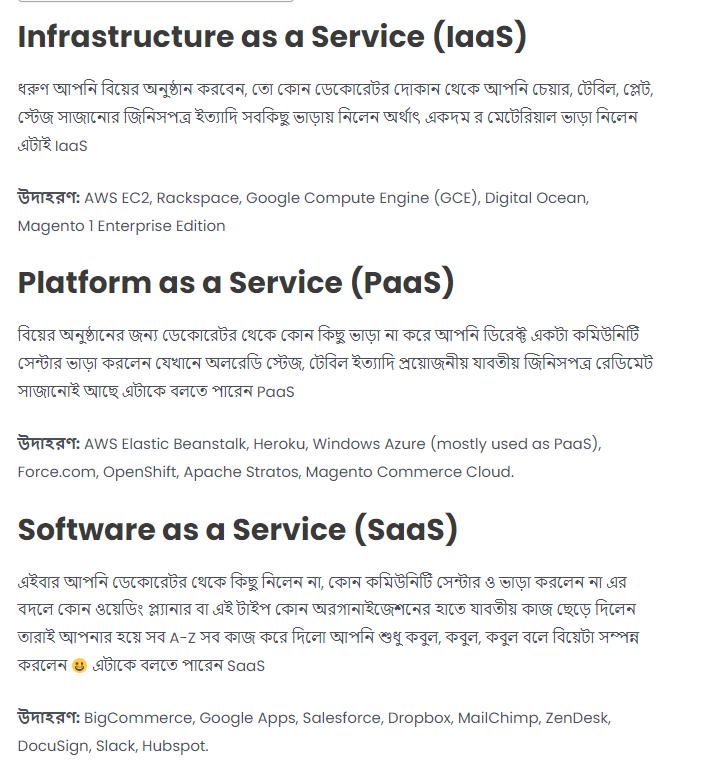 Infrastructure as a Service (IaaS)
ধরুণ আপনি বিয়ের অনুষ্ঠান করবেন, তো কোন ডেকোরেটর দোকান থেকে আপনি চেয়ার, টেবিল, প্লেট,
স্টেজ সাজানোর জিনিসপত্র ইত্যাদি সবকিছু ভাড়ায় নিলেন অর্থাৎ একদম র মেটেরিয়াল ভাড়া নিলেন
এটাই IaaS
উদাহরণ: AWS EC2, Rackspace, Google Compute Engine (GCE), Digital Ocean,
Magento 1 Enterprise Edition
Platform as a Service (PaaS)
বিয়ের অনুষ্ঠানের জন্য ডেকোরেটর থেকে কোন কিছু ভাড়া না করে আপনি ডিরেক্ট একটা কমিউনিটি
সেন্টার ভাড়া করলেন যেখানে অলরেডি স্টেজ, টেবিল ইত্যাদি প্রয়োজনীয় যাবতীয় জিনিসপত্র রেডিমেট
সাজানোই আছে এটাকে বলতে পারেন PaaS
উদাহরণ: AWS Elastic Beanstalk, Heroku, Windows Azure (mostly used as PaaS),
Force.com, OpenShift, Apache Stratos, Magento Commerce Cloud.
Software as a Service (SaaS)
এইবার আপনি ডেকোরেটর থেকে কিছু নিলেন না, কোন কমিউনিটি সেন্টার ও ভাড়া করলেন না এর
বদলে কোন ওয়েডিং প্ল্যানার বা এই টাইপ কোন অরগানাইজেশনের হাতে যাবতীয় কাজ ছেড়ে দিলেন
তারাই আপনার হয়ে সব A-Z সব কাজ করে দিলো আপনি শুধু কবুল, কবুল, কবুল বলে বিয়েটা সম্পন্ন
করলেন 😀 এটাকে বলতে পারেন SaaS
উদাহরণ: BigCommerce, Google Apps, Salesforce, Dropbox, MailChimp, ZenDesk,
DocuSign, Slack, Hubspot.